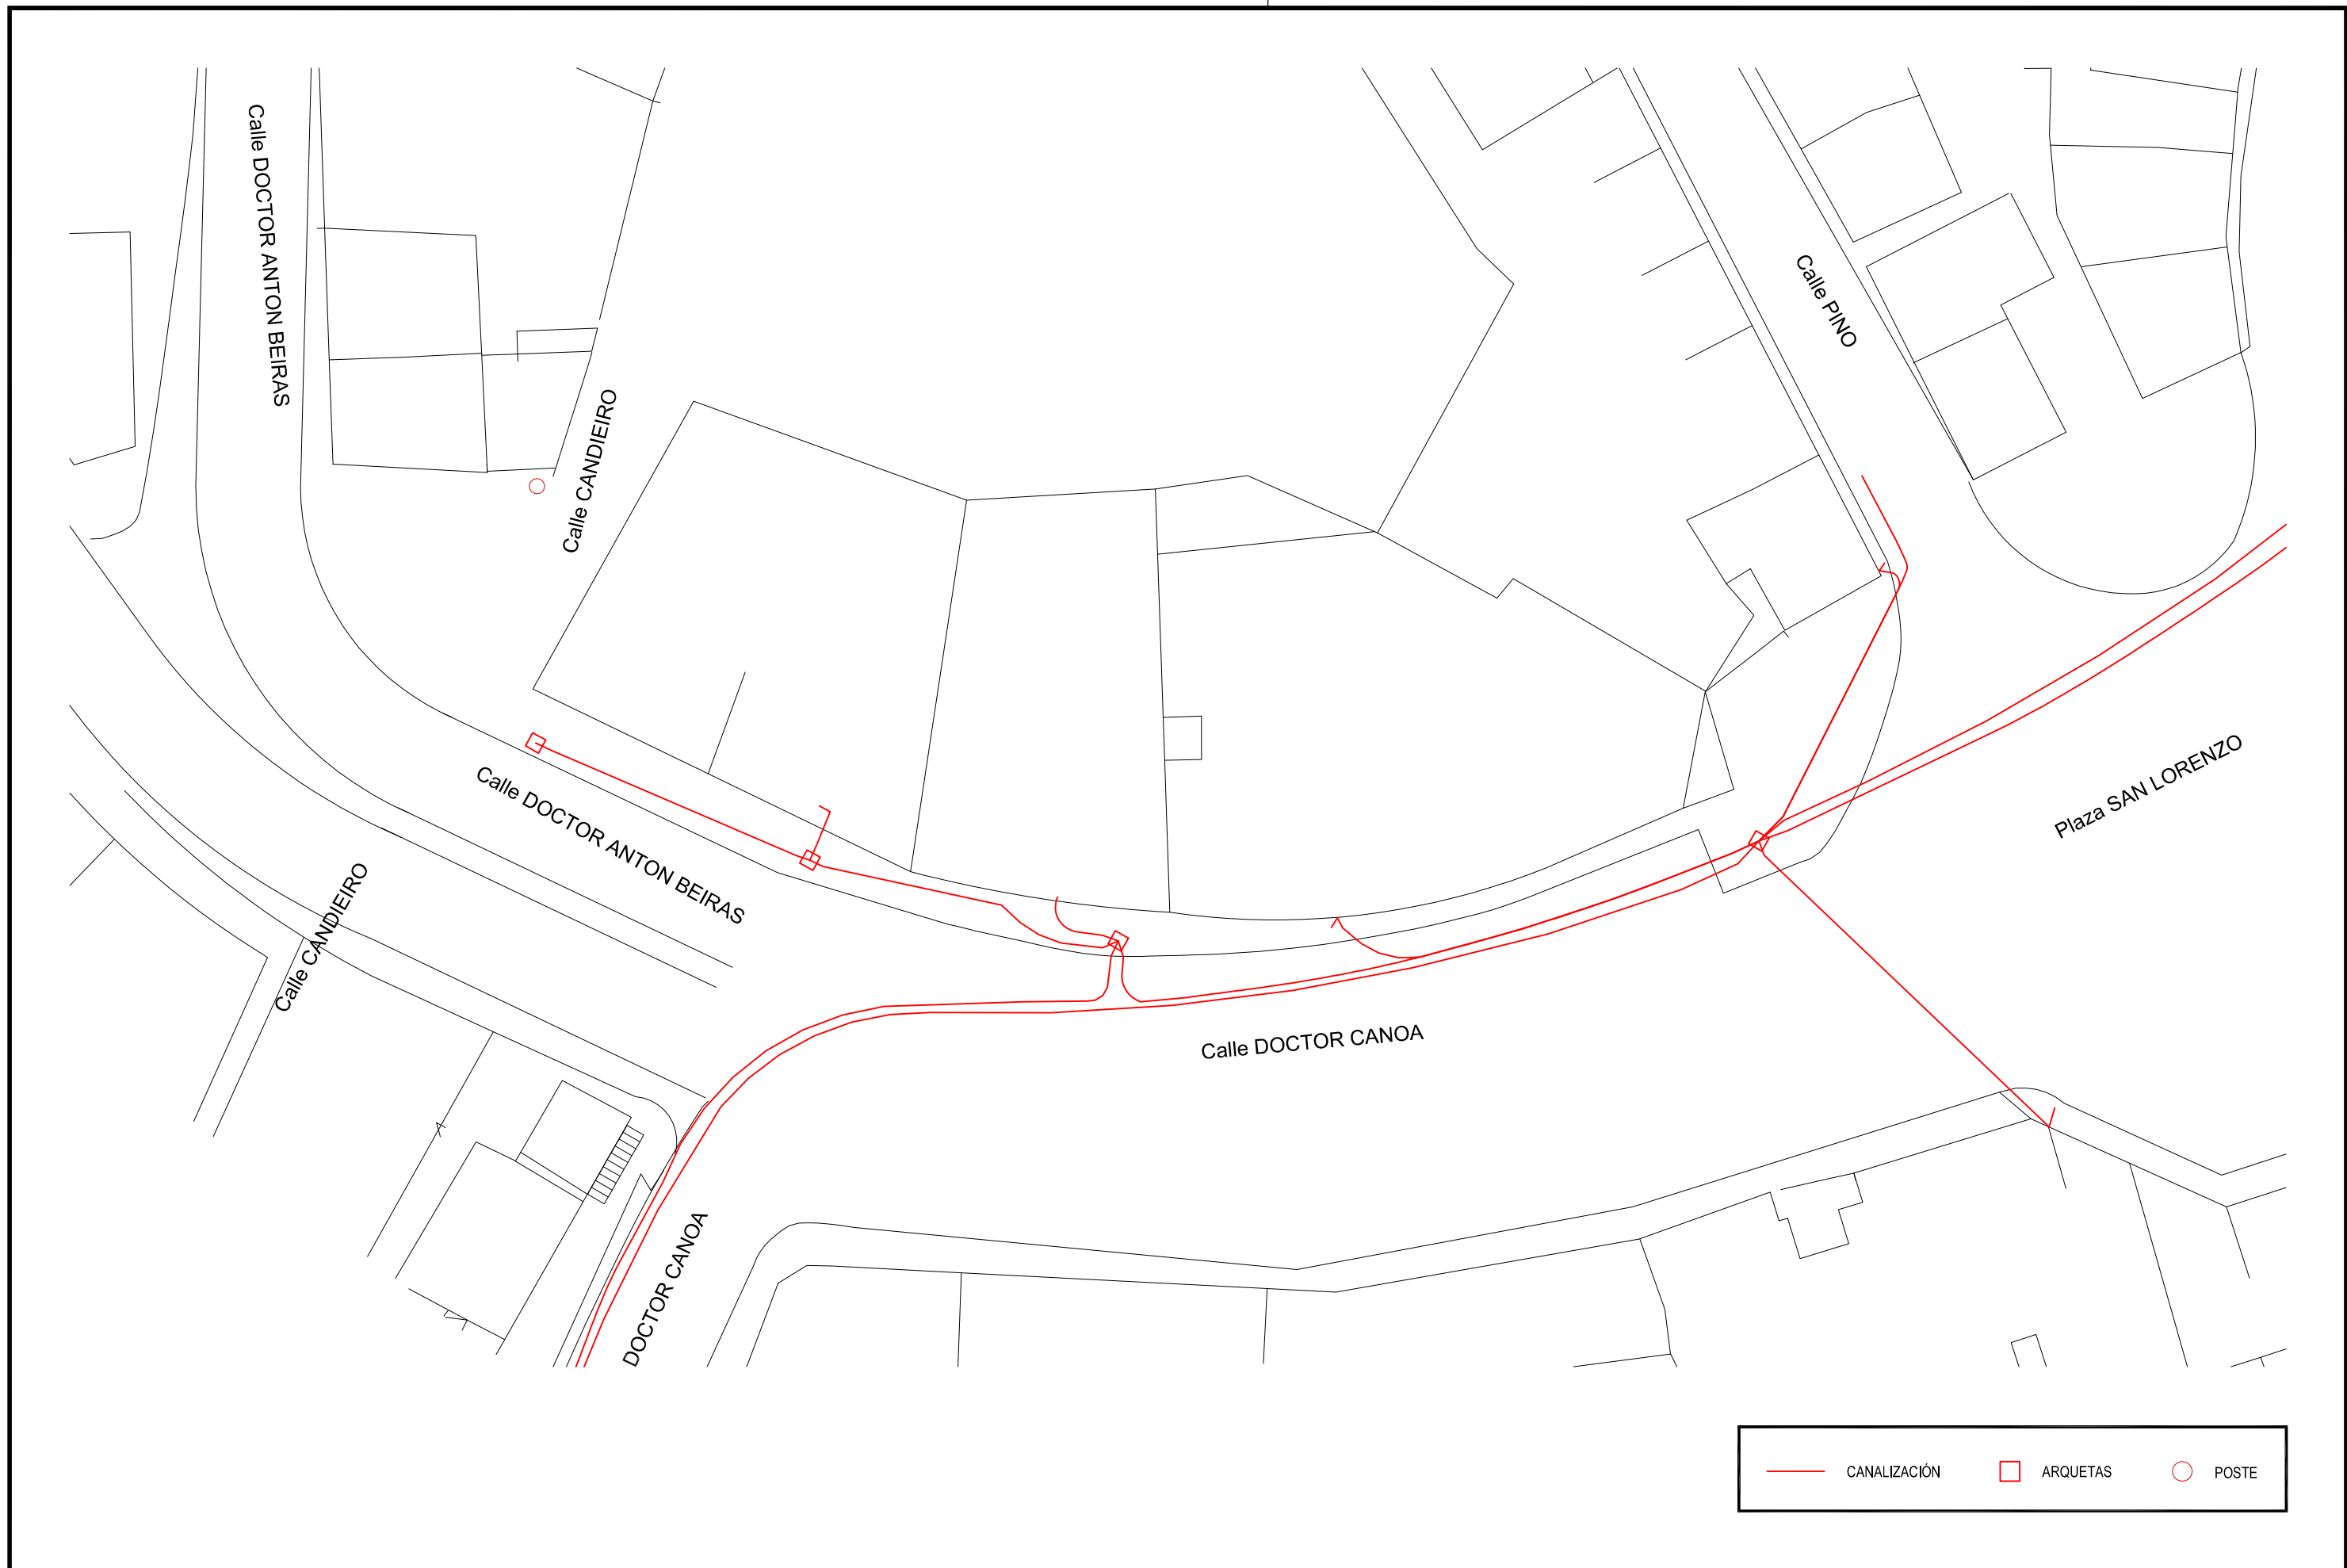 Calle DOCTOR ANTON BEIRAS
Calle PINO
Calle CANDIEIRO
Plaza SAN LORENZO
Calle DOCTOR ANTON BEIRAS
Calle CANDIEIRO
Calle DOCTOR CANOA
DOCTOR CANOA
CANALIZACIÓN ARQUETAS POSTE